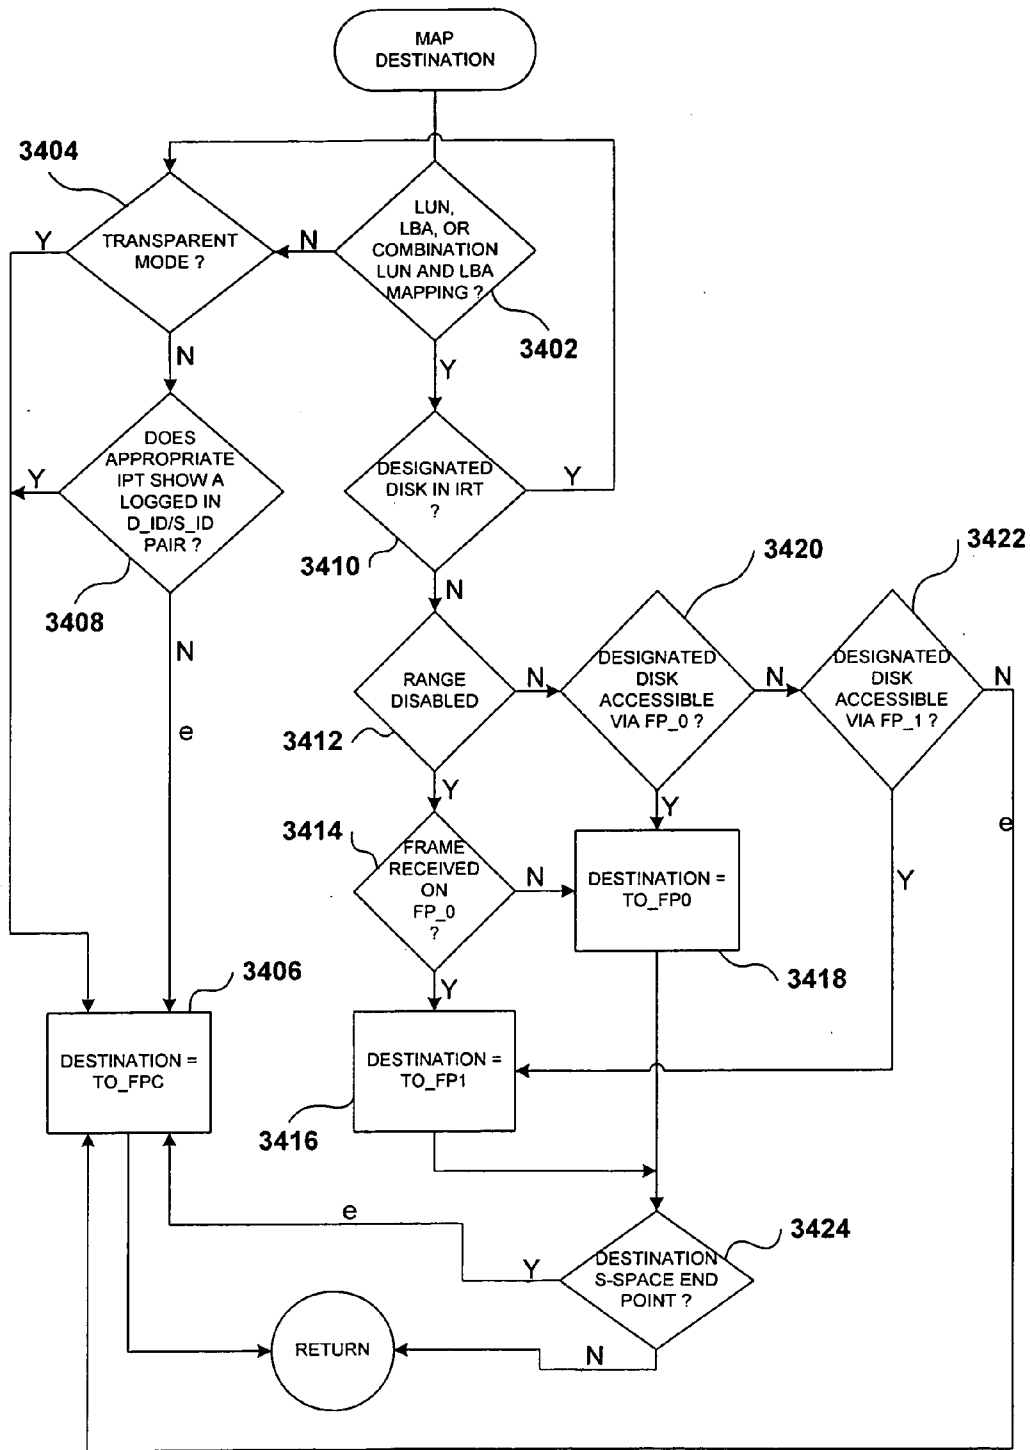 MAP
DESTINATION
3404
TRANSPARENT
MODE ?
Y
N
N
LUN,
LBA, OR
COMBINATION
LUN AND LBA
MAPPING ?
3402
Y
DOES
APPROPRIATE
IPT SHOW A
LOGGED IN
D_ID/S_ID
PAIR ?
Y
3408
N
e
DESIGNATED
DISK IN IRT
?
Y
3410
N
RANGE
DISABLED
N
3412
Y
3420
DESIGNATED
DISK
ACCESSIBLE
VIA FP_0 ?
N
Y
3422
DESIGNATED
DISK
ACCESSIBLE
VIA FP_1 ?
N
e
Y
3414
FRAME
RECEIVED
ON
FP_0
?
N
Y
DESTINATION =
TO_FP0
3418
3406
DESTINATION =
TO_FPC
DESTINATION =
TO_FP1
3416
e
3424
DESTINATION
S-SPACE END
POINT ?
Y
N
RETURN